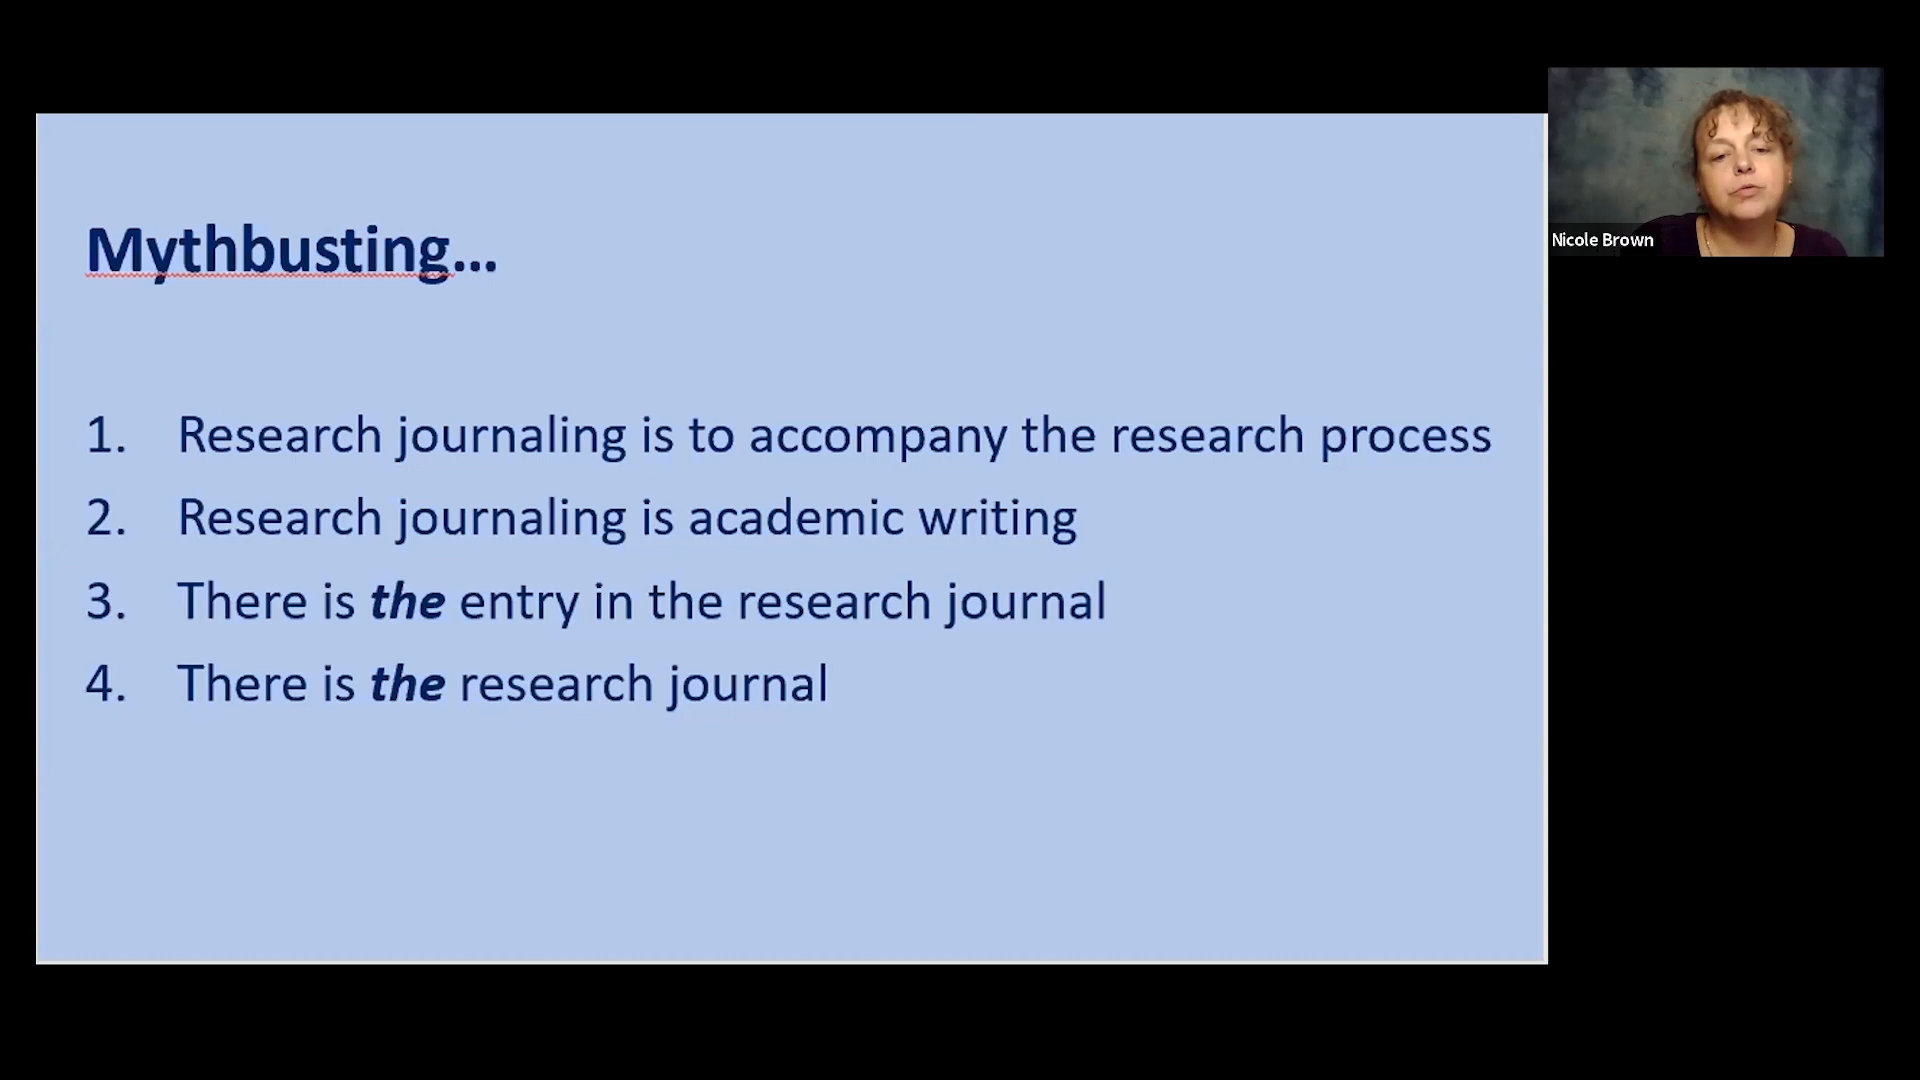 Mythbusting...
1. Research journaling is to accompany the research process
2. Research journaling is academic writing
3. There is the entry in the research journal
4. There is the research journal
Nicole Brown